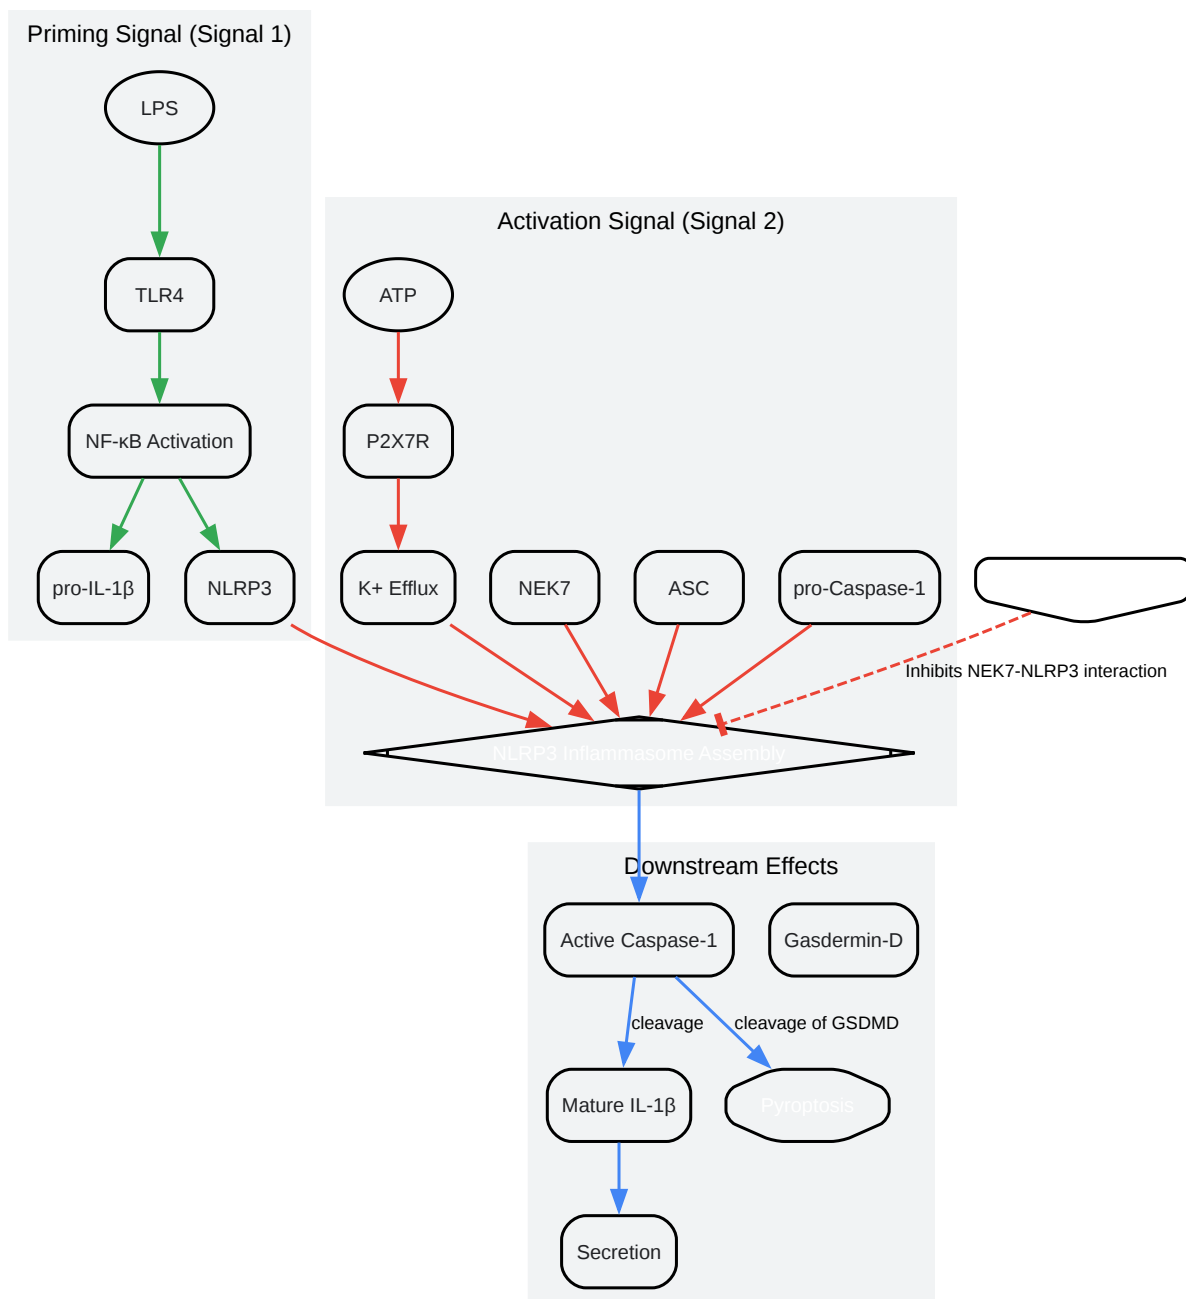 Priming Signal (Signal 1)
LPS
TLR4
NF-κB Activation
pro-IL-1β
NLRP3
Activation Signal (Signal 2)
ATP
P2X7R
K+ Efflux
NEK7
ASC
pro-Caspase-1
Inhibits NEK7-NLRP3 interaction
NLRP3 Inflammasome Assembly
Downstream Effects
Active Caspase-1
Gasdermin-D
cleavage
cleavage of GSDMD
Mature IL-1β
Pyroptosis
Secretion